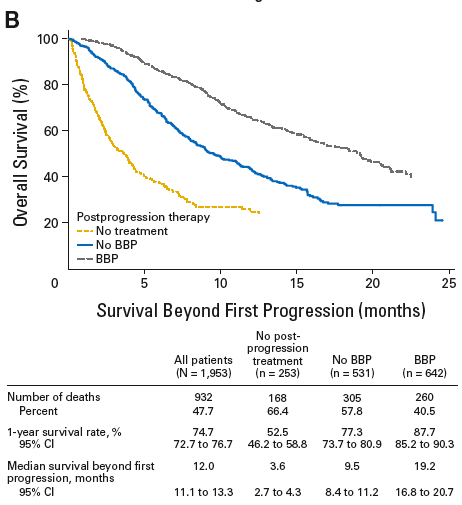 B
100
80
60
40
20
0
Overall Survival (%)
Postprogression therapy
No treatment
No BBP
BBP
5
10
15
20
25
Survival Beyond First Progression (months)
All patients
(N = 1,953)
No post-
progression
treatment
(n = 253)
No BBP
(n = 531)
BBP
(n = 642)
Number of deaths 932 168 305 260
Percent 47.7 66.4 57.8 40.5
1-year survival rate, % 74.7 52.5 77.3 87.7
95% CI 72.7 to 76.7 46.2 to 58.8 73.7 to 80.9 85.2 to 90.3
Median survival beyond first 12.0 3.6 9.5 19.2
progression, months
95% CI 11.1 to 13.3 2.7 to 4.3 8.4 to 11.2 16.8 to 20.7